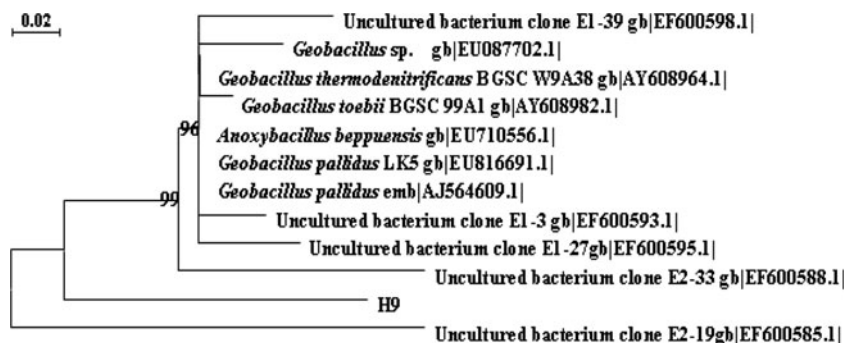 0.02
Uncultured bacterium clone E1-39 gb|EF600598.1|
Geobacillus sp. gb|EU087702.1|
Geobacillus thermodenitrificans BGSC W9A38 gb|AY608964.1|
Geobacillus toebii BGSC 99A1 gb|AY608982.1|
96
Anoxybacillus beppuensis gb|EU710556.1|
Geobacillus pallidus LK5 gb|EU816691.1|
Geobacillus pallidus emb|AJ564609.1|
99
Uncultured bacterium clone E1-3 gb|EF600593.1|
Uncultured bacterium clone E1-27gb|EF600595.1|
Uncultured bacterium clone E2-33 gb|EF600588.1|
H9
Uncultured bacterium clone E2-19gb|EF600585.1|